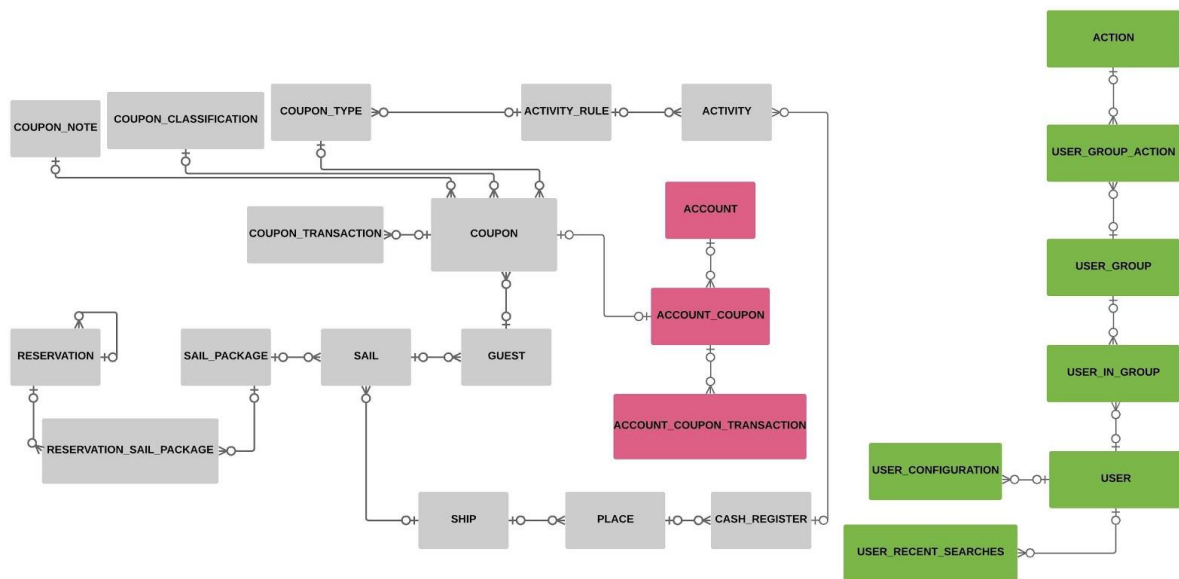 ACTION
COUPON_NOTE
COUPON_CLASSIFICATION
COUPON_TYPE
ACTIVITY_RULE
ACTIVITY
USER_GROUP_ACTION
COUPON_TRANSACTION
COUPON
ACCOUNT
USER_GROUP
ACCOUNT_COUPON
RESERVATION
SAIL_PACKAGE
SAIL
GUEST
USER_IN_GROUP
ACCOUNT_COUPON_TRANSACTION
RESERVATION_SAIL_PACKAGE
USER_CONFIGURATION
USER
SHIP
PLACE
CASH_REGISTER
USER_RECENT_SEARCHES